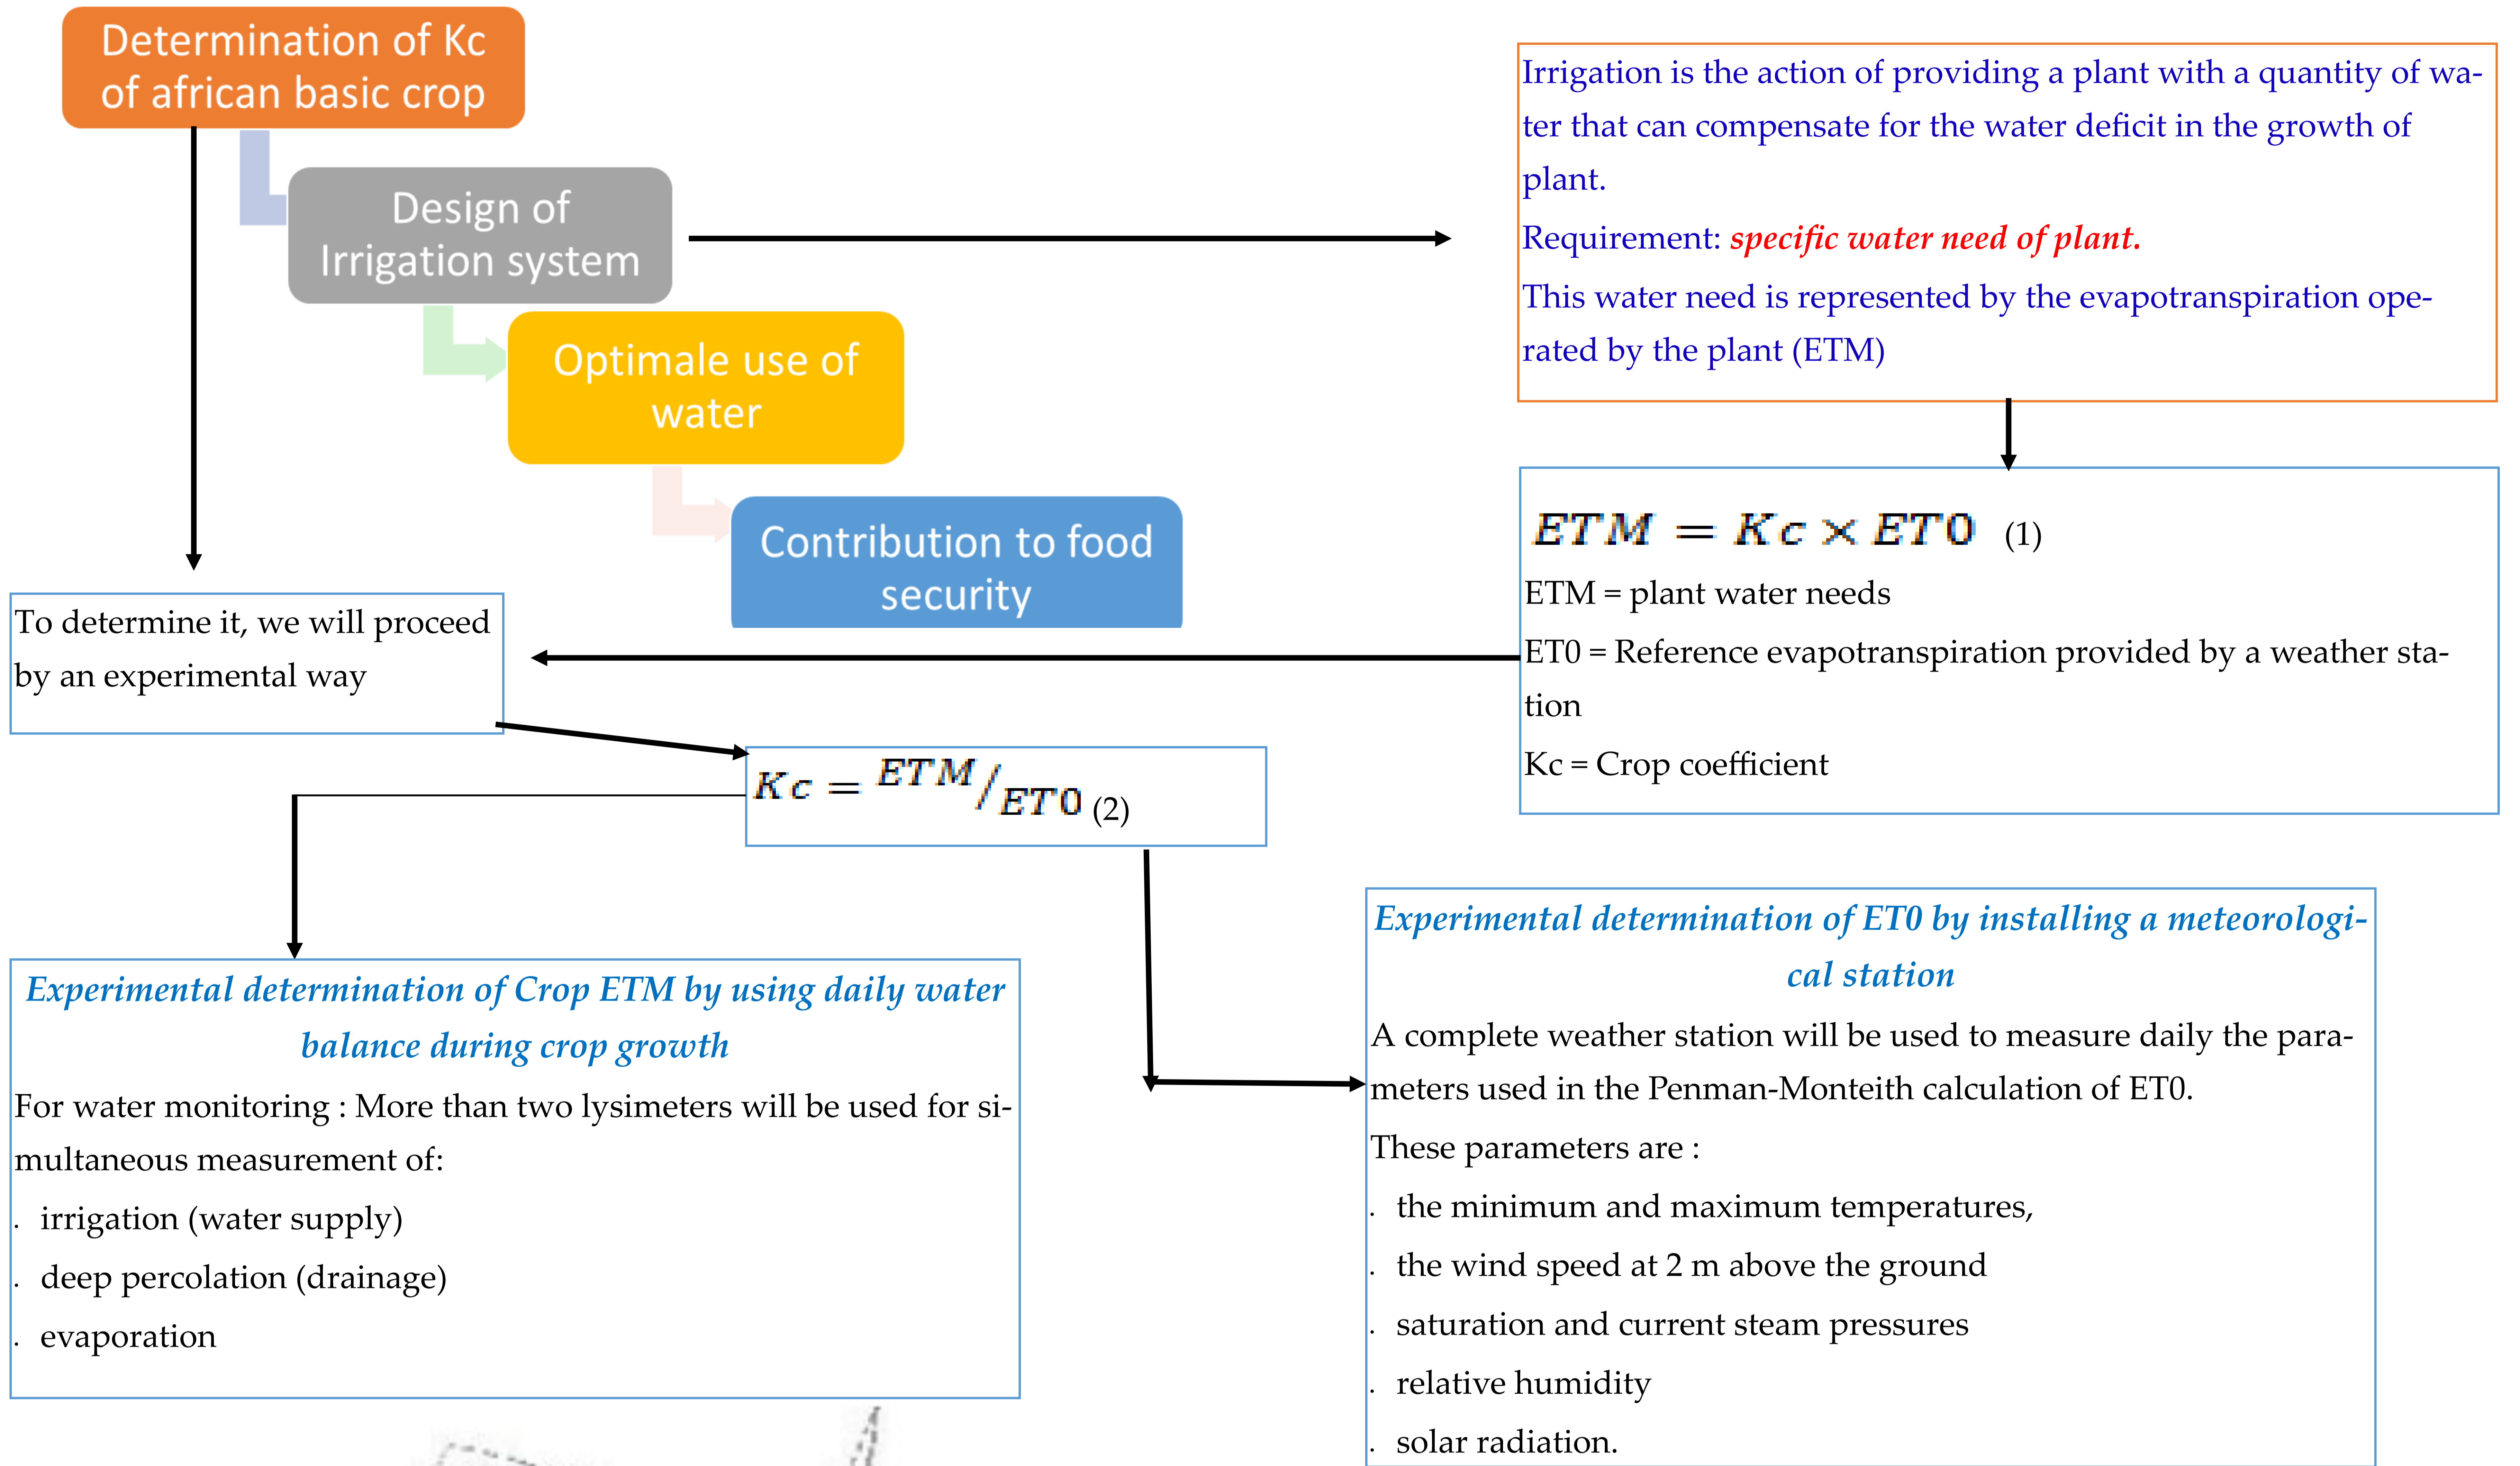 Determination of Kc
of african basic crop
Design of
Irrigation system
Optimale use of
water
Contribution to food
security
Irrigation is the action of providing a plant with a quantity of wa-
ter that can compensate for the water deficit in the growth of
plant.
Requirement: specific water need of plant.
This water need is represented by the evapotranspiration ope-
rated by the plant (ETM)
ETM = Kc × ET0 (1)
ETM = plant water needs
ET0 = Reference evapotranspiration provided by a weather sta-
tion
Kc = Crop coefficient
To determine it, we will proceed
by an experimental way
Kc = ETM/ET0 (2)
Experimental determination of Crop ETM by using daily water
balance during crop growth
For water monitoring : More than two lysimeters will be used for si-
multaneous measurement of:
. irrigation (water supply)
. deep percolation (drainage)
. evaporation
Experimental determination of ET0 by installing a meteorologi-
cal station
A complete weather station will be used to measure daily the para-
meters used in the Penman-Monteith calculation of ET0.
These parameters are :
. the minimum and maximum temperatures,
. the wind speed at 2 m above the ground
. saturation and current steam pressures
. relative humidity
. solar radiation.